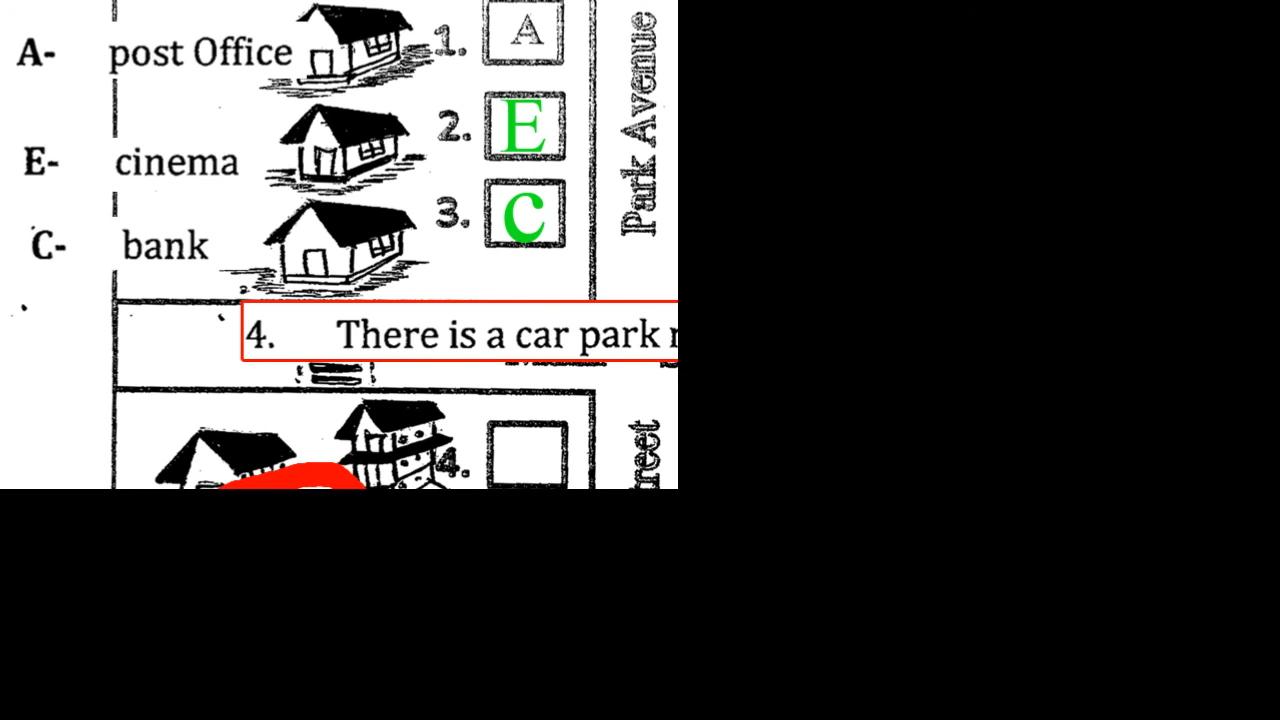 A- post Office 1. A
E- cinema 2. E
C- bank 3. C
Park Avenue
4. There is a car park
4.